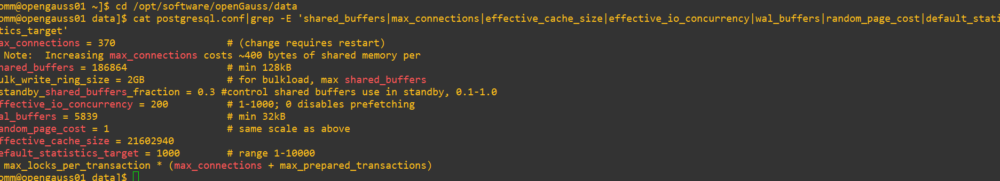 omm@opengauss01 ~]$ cd /opt/software/openGauss/data
omm@opengauss01 data]$ cat postgresql.conf|grep -E 'shared_buffers|max_connections|effective_cache_size|effective_io_concurrency|wal_buffers|random_page_cost|default_stati
tics_target'
ax_connections = 370 # (change requires restart)
Note: Increasing max_connections costs ~400 bytes of shared memory per
hared_buffers = 186864 # min 128kB
ulk_write_ring_size = 2GB # for bulkload, max shared_buffers
standby_shared_buffers_fraction = 0.3 #control shared buffers use in standby, 0.1-1.0
ffective_io_concurrency = 200 # 1-1000; 0 disables prefetching
al_buffers = 5839 # min 32kB
andom_page_cost = 1 # same scale as above
ffective_cache_size = 21602940
efault_statistics_target = 1000 # range 1-10000
max_locks_per_transaction * (max_connections + max_prepared_transactions)
omm@opengauss01 data]$